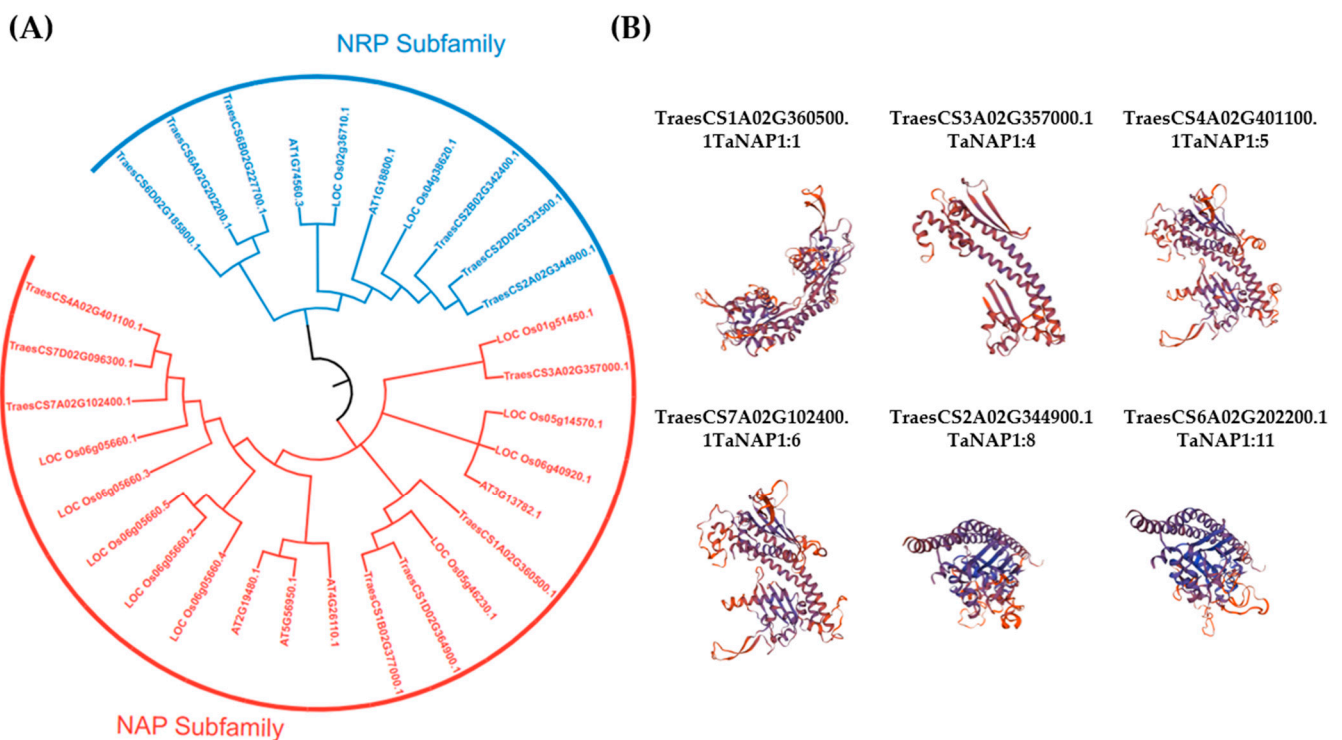 (A)
NRP Subfamily
TraesCS6D02G185800.1
TraesCS6A02G202200.1
TraesCS6B02G227700.1
AT1G74560.3
LOC Os02g36710.1
AT1G18800.1
LOC Os04g38620.1
TraesCS2B02G342400.1
TraesCS2D02G323500.1
TraesCS2A02G344900.1
LOC Os01g51450.1
TraesCS3A02G357000.1
LOC Os05g14570.1
LOC Os06g40920.1
AT3G13782.1
TraesCS1A02G360500.1
LOC Os05g46230.1
TraesCS1D02G364900.1
TraesCS1B02G377000.1
AT4G26110.1
AT5G56950.1
AT2G19480.1
LOC Os06g05660.4
LOC Os06g05660.2
LOC Os06g05660.5
LOC Os06g05660.3
LOC Os06g05660.1
TraesCS7A02G102400.1
TraesCS7D02G096300.1
TraesCS4A02G401100.1
NAP Subfamily
(B)
TraesCS1A02G360500.
1TaNAP1:1
TraesCS3A02G357000.1
TaNAP1:4
TraesCS4A02G401100.
1TaNAP1:5
TraesCS7A02G102400.
1TaNAP1:6
TraesCS2A02G344900.1
TaNAP1:8
TraesCS6A02G202200.1
TaNAP1:11